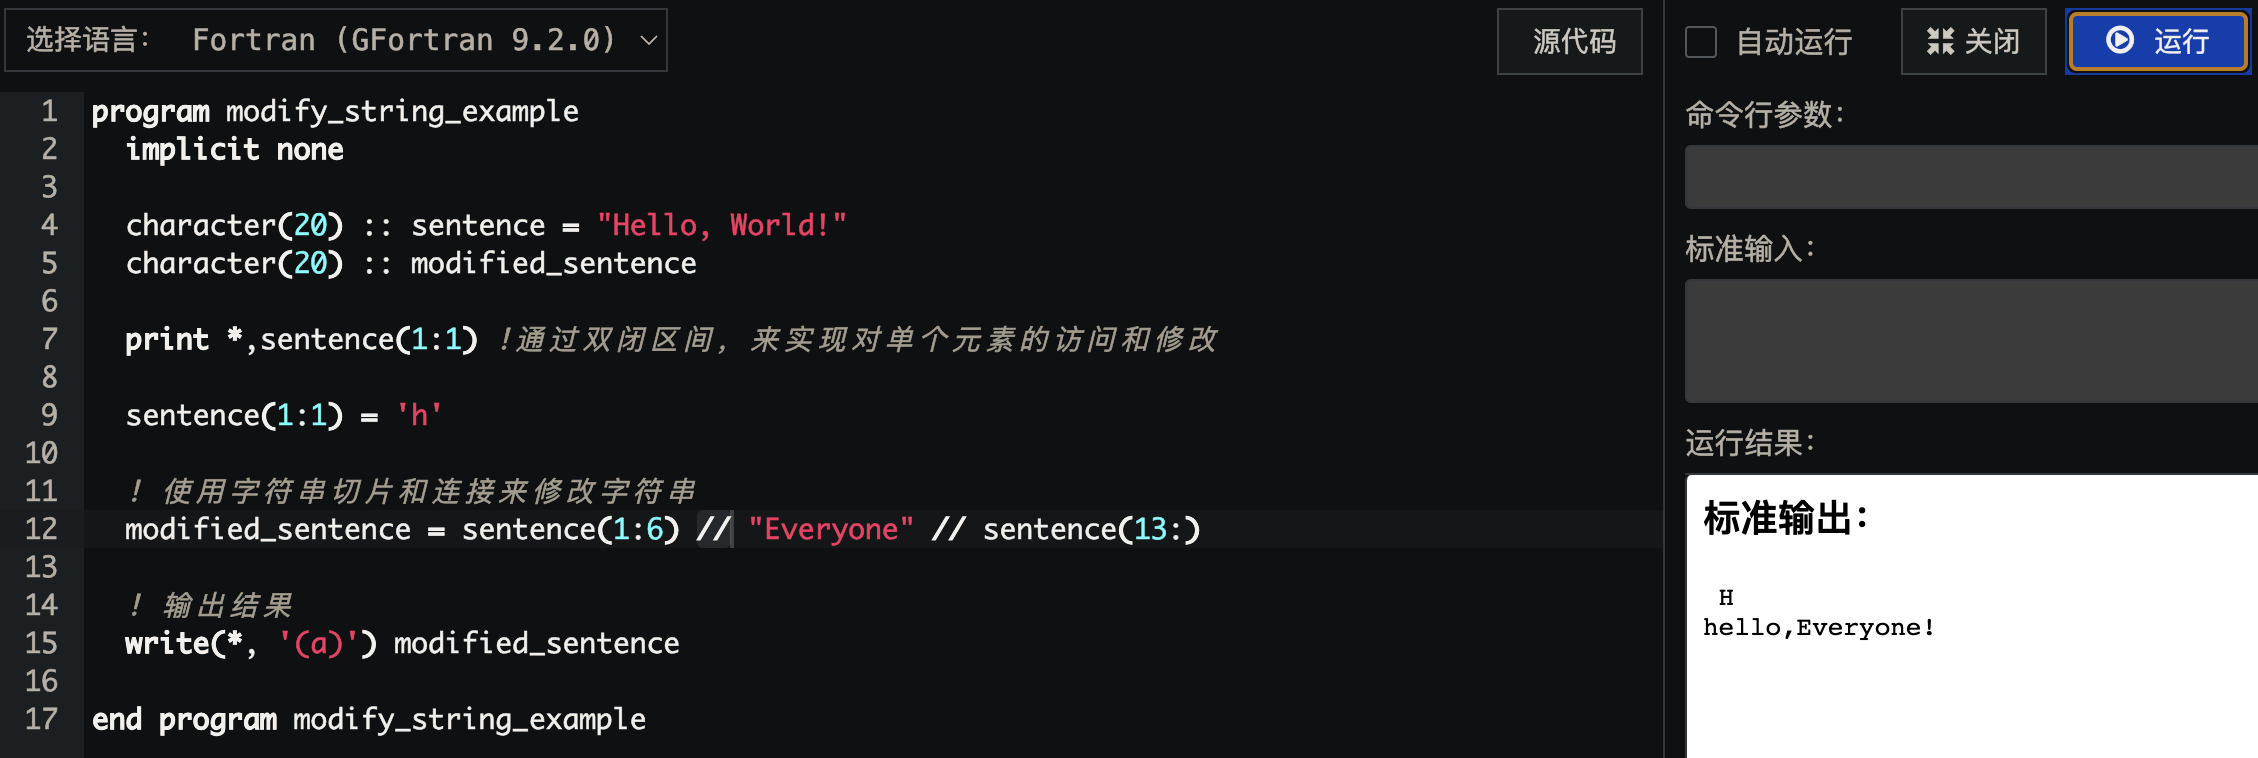 选择语言： Fortran (GFortran 9.2.0)
源代码
1 program modify_string_example
2   implicit none
3
4   character(20) :: sentence = "Hello, World!"
5   character(20) :: modified_sentence
6
7   print *,sentence(1:1) !通过双闭区间，来实现对单个元素的访问和修改
8
9   sentence(1:1) = 'h'
10
11   ! 使用字符串切片和连接来修改字符串
12   modified_sentence = sentence(1:6) // "Everyone" // sentence(13:)
13
14   ! 输出结果
15   write(*, '(a)') modified_sentence
16
17 end program modify_string_example
自动运行 关闭 运行
命令行参数：
标准输入：
运行结果：
标准输出：
H
hello,Everyone!